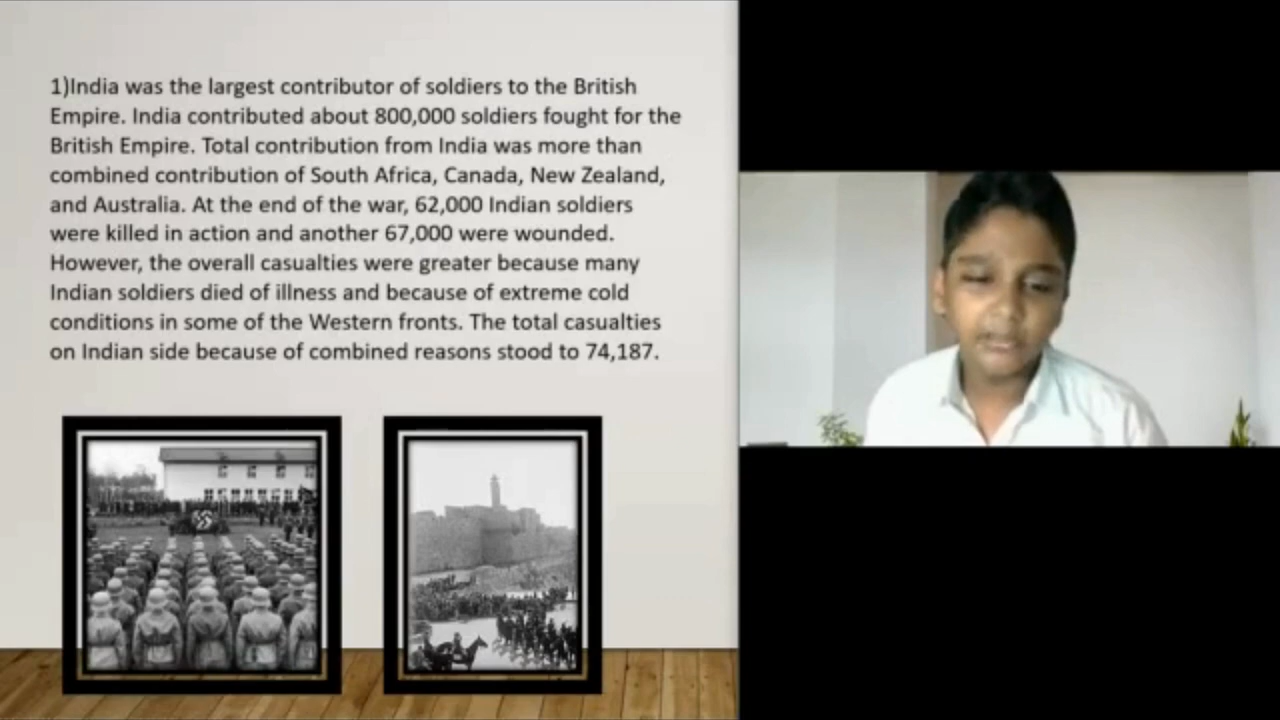 1)India was the largest contributor of soldiers to the British
Empire. India contributed about 800,000 soldiers fought for the
British Empire. Total contribution from India was more than
combined contribution of South Africa, Canada, New Zealand,
and Australia. At the end of the war, 62,000 Indian soldiers
were killed in action and another 67,000 were wounded.
However, the overall casualties were greater because many
Indian soldiers died of illness and because of extreme cold
conditions in some of the Western fronts. The total casualties
on Indian side because of combined reasons stood to 74,187.